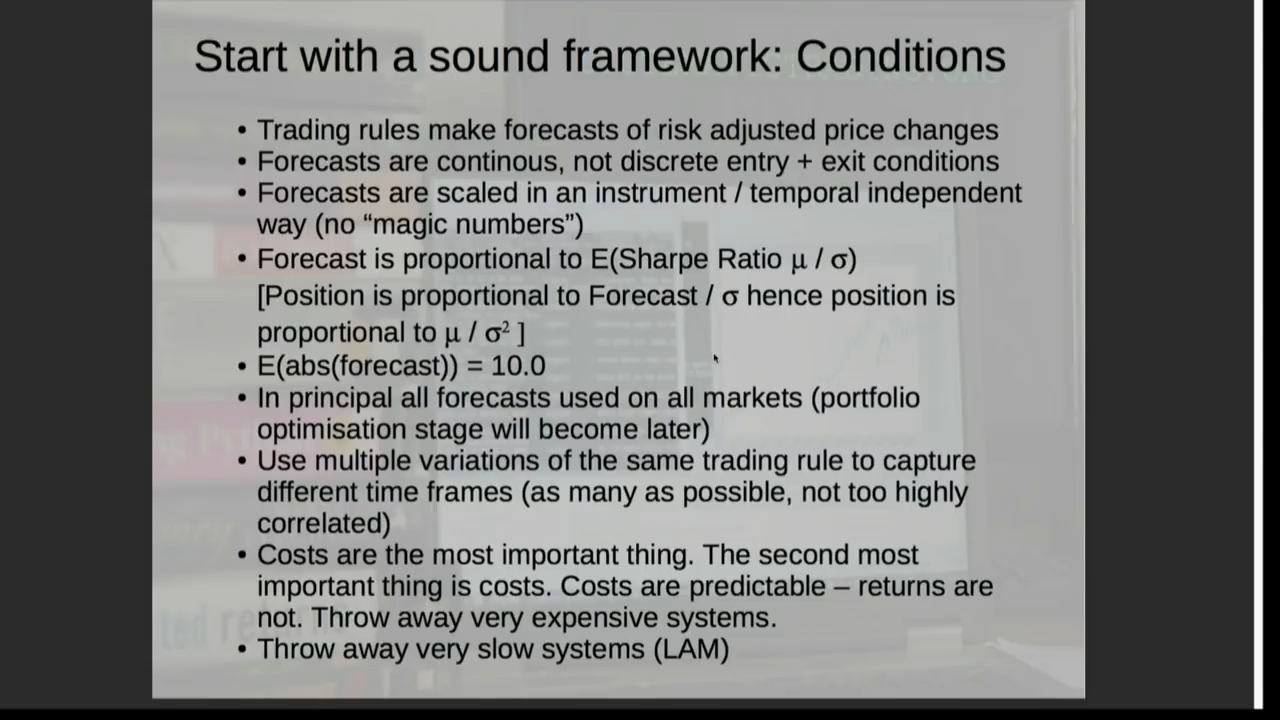 Start with a sound framework: Conditions
• Trading rules make forecasts of risk adjusted price changes
• Forecasts are continous, not discrete entry + exit conditions
• Forecasts are scaled in an instrument / temporal independent
way (no “magic numbers”)
• Forecast is proportional to E(Sharpe Ratio μ / σ)
[Position is proportional to Forecast / σ hence position is
proportional to μ / σ² ]
• E(abs(forecast)) = 10.0
• In principal all forecasts used on all markets (portfolio
optimisation stage will become later)
• Use multiple variations of the same trading rule to capture
different time frames (as many as possible, not too highly
correlated)
• Costs are the most important thing. The second most
important thing is costs. Costs are predictable – returns are
not. Throw away very expensive systems.
• Throw away very slow systems (LAM)